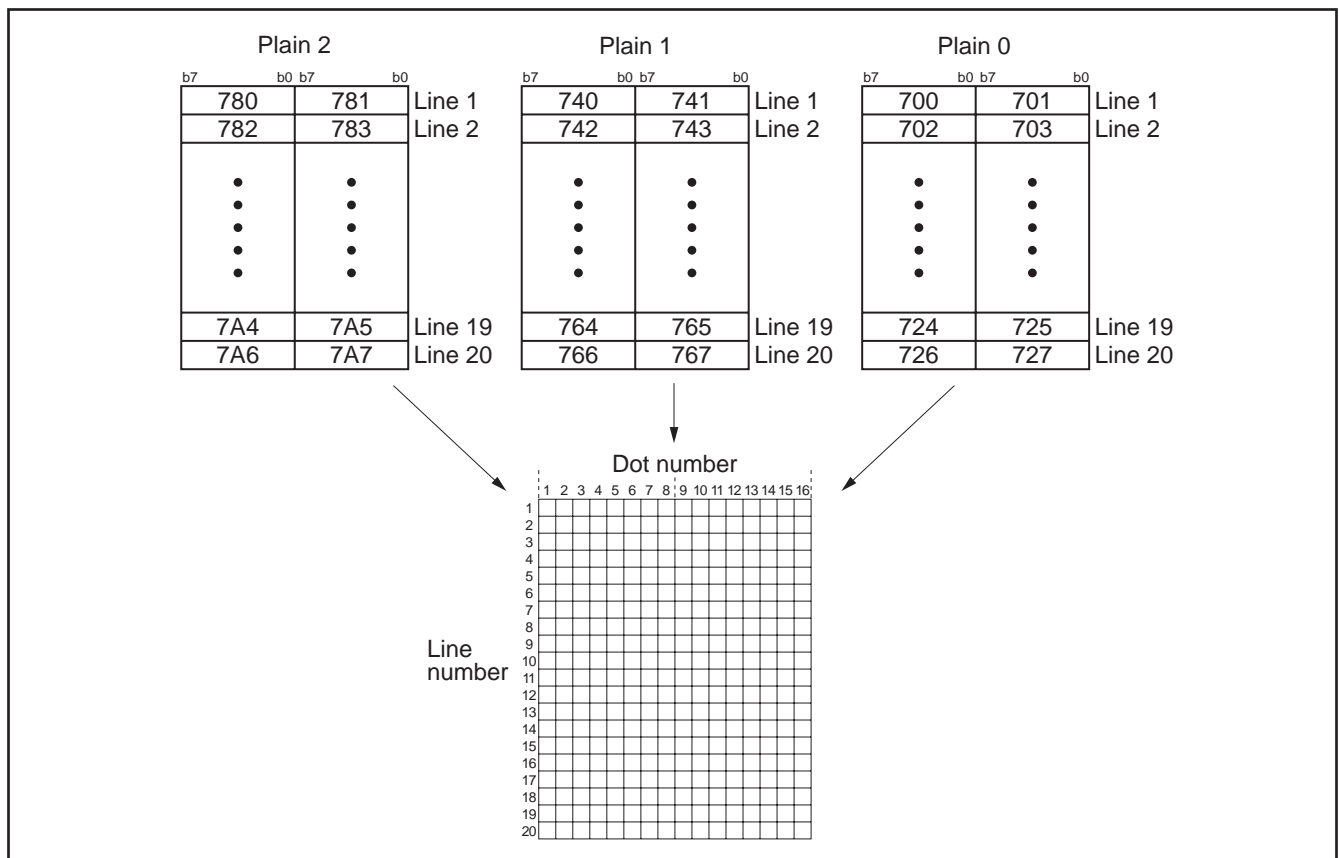 Plain 2 Plain 1 Plain 0
b7 b0 b7 b0 b7 b0 b7 b0 b7 b0 b7 b0
780 781 Line 1 740 741 Line 1 700 701 Line 1
782 783 Line 2 742 743 Line 2 702 703 Line 2
7A4 7A5 Line 19 764 765 Line 19 724 725 Line 19
7A6 7A7 Line 20 766 767 Line 20 726 727 Line 20
Dot number
1 2 3 4 5 6 7 8 9 10 11 12 13 14 15 16
1
2
3
4
5
6
7
8
9
Line
10
number
11
12
13
14
15
16
17
18
19
20